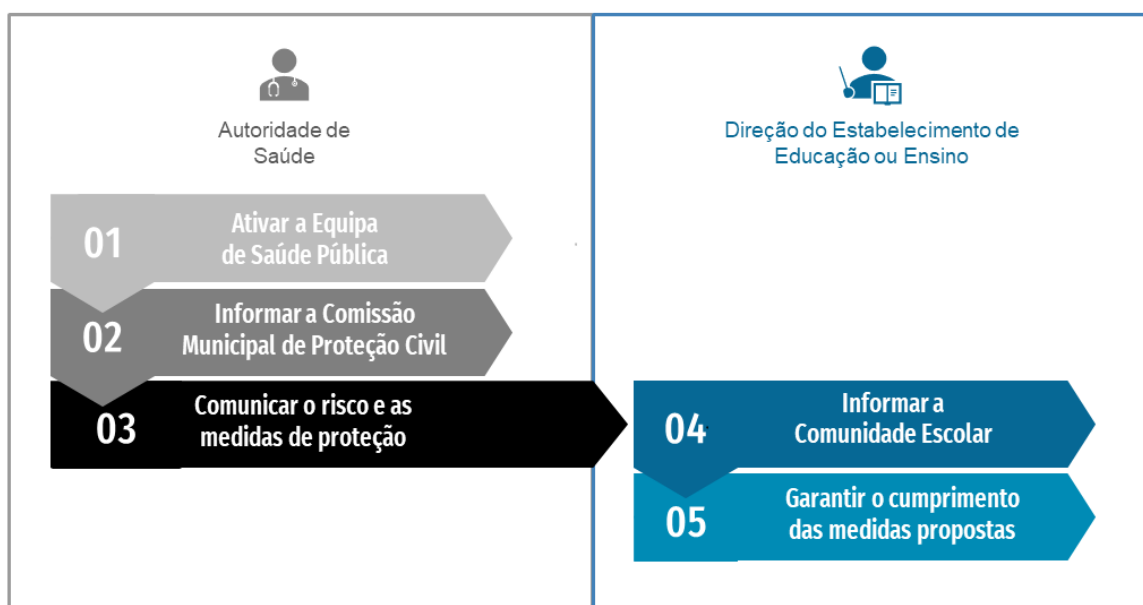 Autoridade de
Saúde
01
Ativar a Equipa
de Saúde Pública
02
Informar a Comissão
Municipal de Proteção Civil
03
Comunicar o risco e as
medidas de proteção
Direção do Estabelecimento de
Educação ou Ensino
04
Informar a
Comunidade Escolar
05
Garantir o cumprimento
das medidas propostas